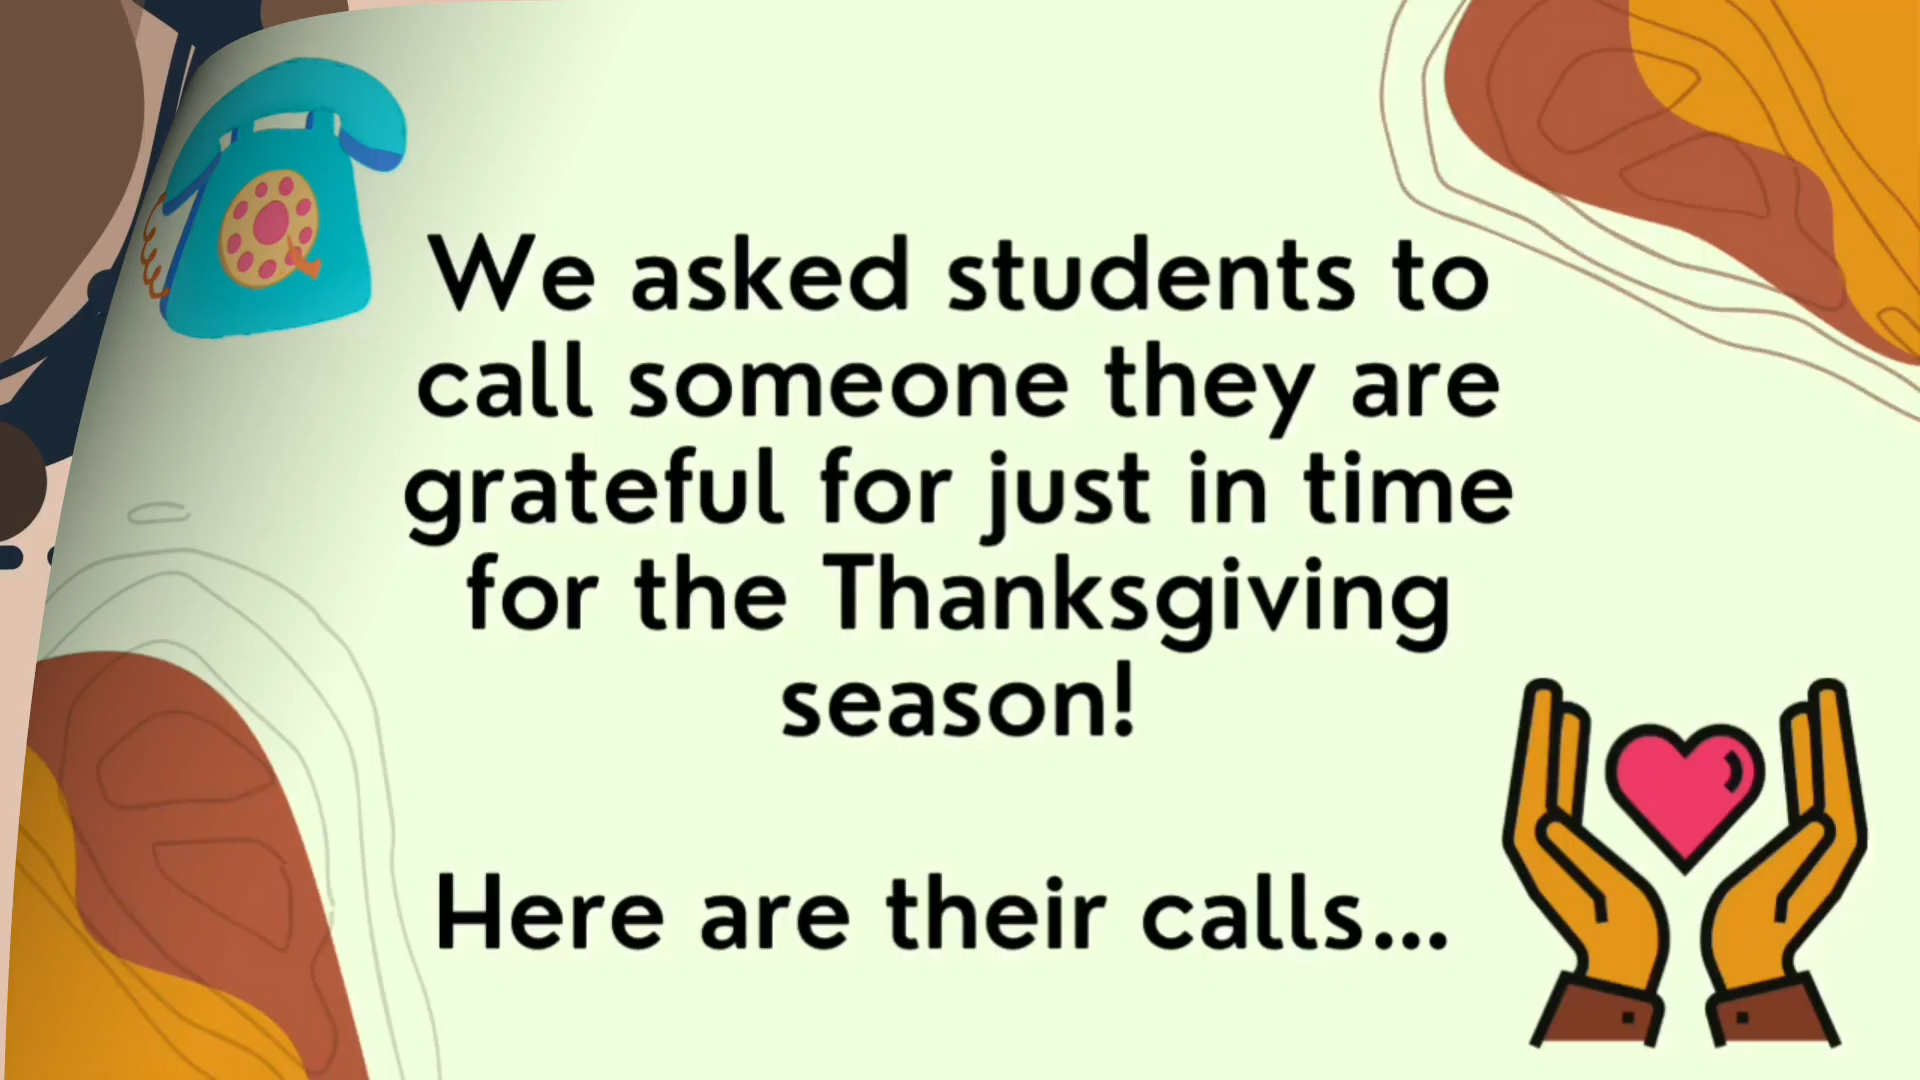 We asked students to
call someone they are
grateful for just in time
for the Thanksgiving
season!
Here are their calls...